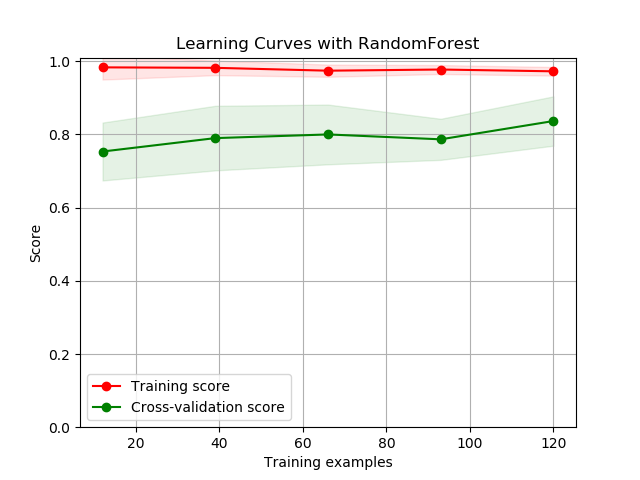 Learning Curves with RandomForest
1.0
0.8
0.6
0.4
0.2
0.0
Score
Training score
Cross-validation score
20 40 60 80 100 120
Training examples